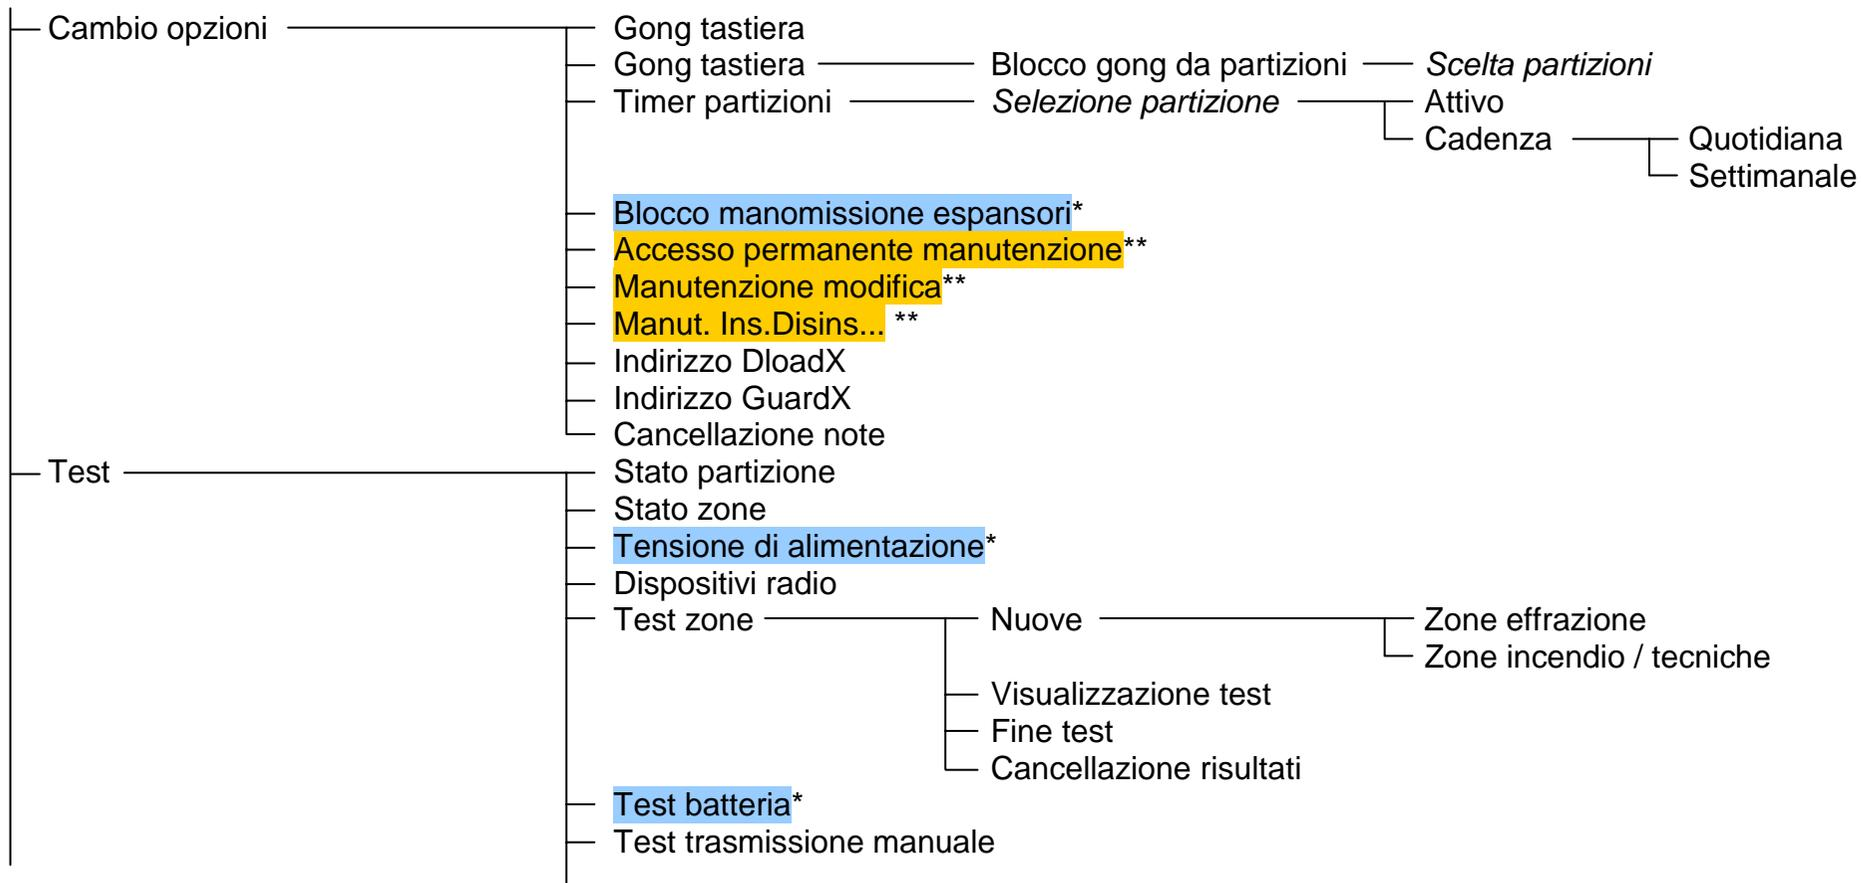 Cambio opzioni Gong tastiera
Gong tastiera Blocco gong da partizioni Scelta partizioni
Timer partizioni Selezione partizione Attivo
Cadenza Quotidiana
Settimanale
Blocco manomissione espansori*
Accesso permanente manutenzione**
Manutenzione modifica**
Manut. Ins.Disins... **
Indirizzo DloadX
Indirizzo GuardX
Cancellazione note
Test Stato partizione
Stato zone
Tensione di alimentazione*
Dispositivi radio
Test zone Nuove Zone effrazione
Zone incendio / tecniche
Visualizzazione test
Fine test
Cancellazione risultati
Test batteria*
Test trasmissione manuale